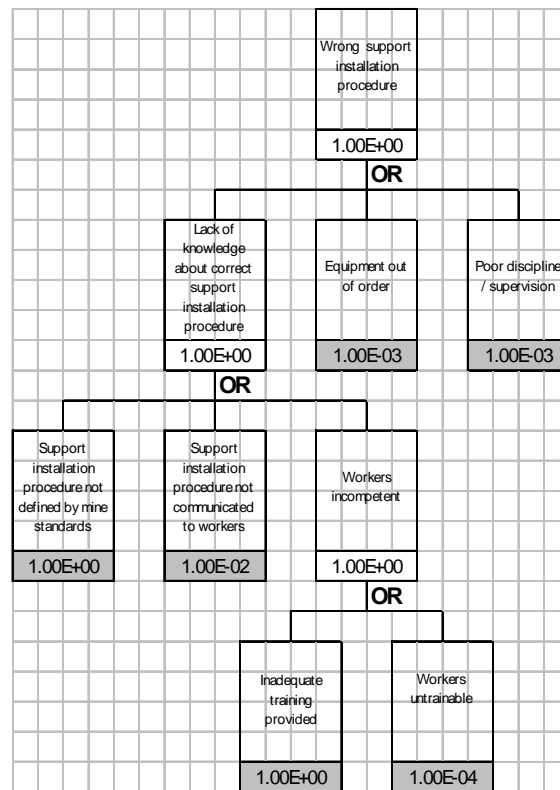 Wrong support
installation
procedure
1.00E+00
OR
Lack of
knowledge
about correct
support
installation
procedure
1.00E+00
Equipment out
of order
1.00E-03
Poor discipline
/ supervision
1.00E-03
OR
Support
installation
procedure not
defined by mine
standards
1.00E+00
Support
installation
procedure not
communicated
to workers
1.00E-02
Workers
incompetent
1.00E+00
OR
Inadequate
training
provided
1.00E+00
Workers
untrainable
1.00E-04